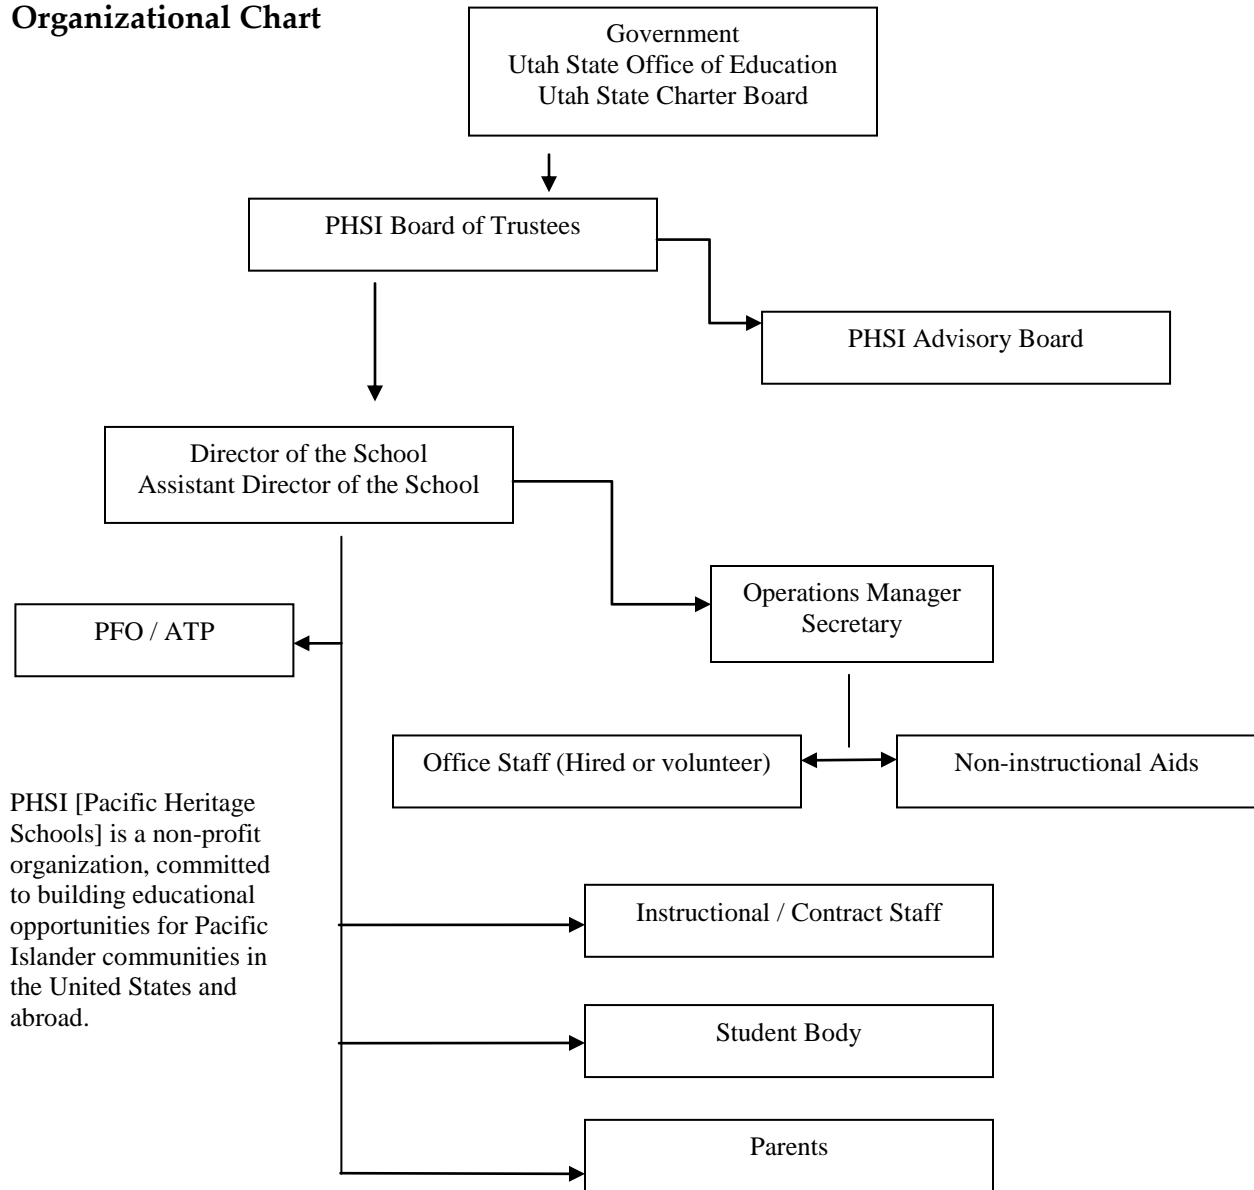 Organizational Chart
Government
Utah State Office of Education
Utah State Charter Board
PHSI Board of Trustees
PHSI Advisory Board
Director of the School
Assistant Director of the School
Operations Manager
Secretary
PFO / ATP
Office Staff (Hired or volunteer)
Non-instructional Aids
PHSI [Pacific Heritage
Schools] is a non-profit
organization, committed
to building educational
opportunities for Pacific
Islander communities in
the United States and
abroad.
Instructional / Contract Staff
Student Body
Parents